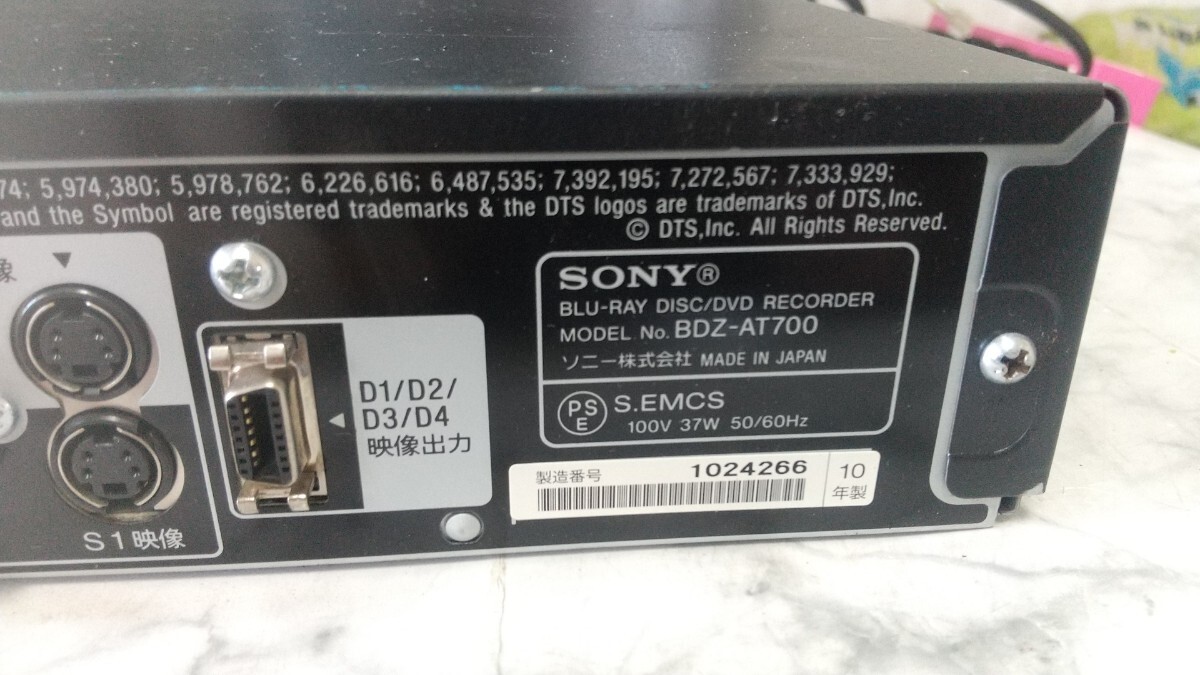 74; 5,974,380; 5,978,762; 6,226,616; 6,487,535; 7,392,195; 7,272,567; 7,333,929;
and the Symbol are registered trademarks & the DTS logos are trademarks of DTS,Inc.
© DTS,Inc. All Rights Reserved.
像
SONY®
BLU-RAY DISC/DVD RECORDER
MODEL No. BDZ-AT700
ソニー株式会社 MADE IN JAPAN
PSE S.EMCS
100V 37W 50/60Hz
D1/D2/
D3/D4
映像出力
製造番号 1024266
10
年製
S1映像